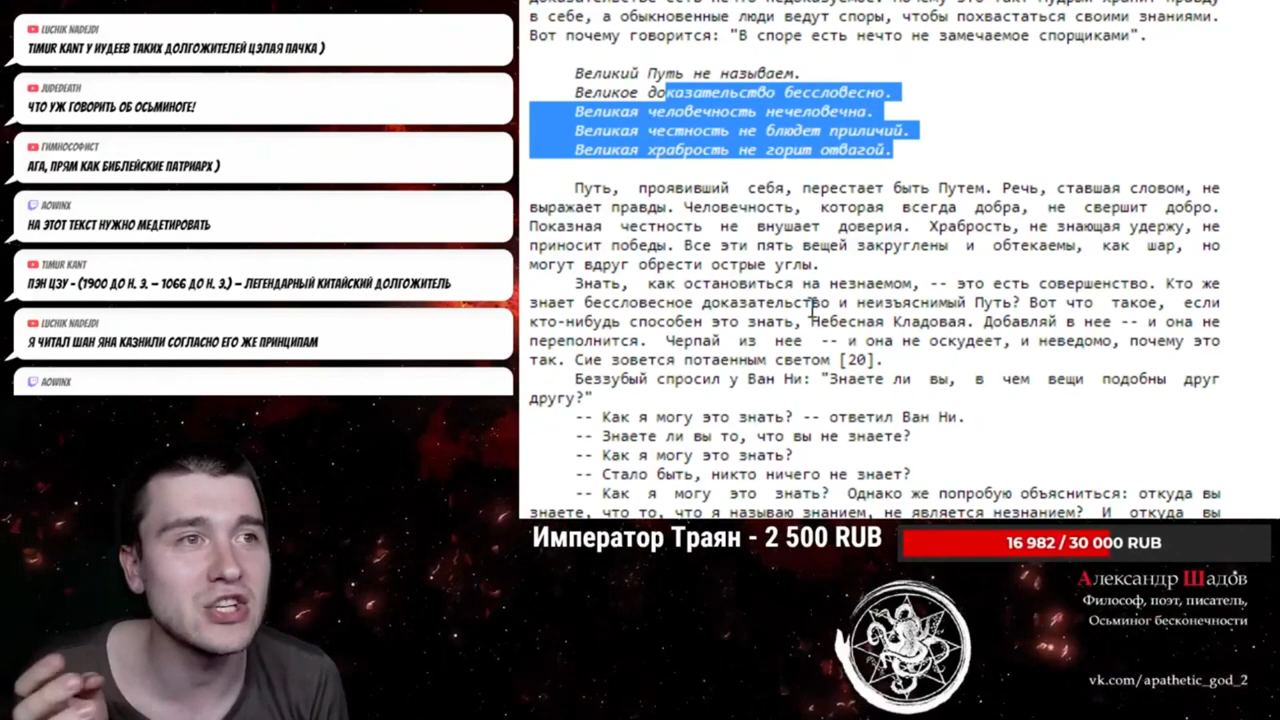 LUCHIK NADEJDI
TIMUR KANT У ИУДЕЕВ ТАКИХ ДОЛГОЖИТЕЛЕЙ ЦЭЛАЯ ПАЧКА )
JUDEDEATH
ЧТО УЖ ГОВОРИТЬ ОБ ОСЬМИНОГЕ!
ГИМНОСОФИСТ
АГА, ПРЯМ КАК БИБЛЕЙСКИЕ ПАТРИАРХ )
AOWINX
НА ЭТОТ ТЕКСТ НУЖНО МЕДЕТИРОВАТЬ
TIMUR KANT
ПЭН ЦЗУ - (1900 ДО Н. Э. – 1066 ДО Н. Э.) – ЛЕГЕНДАРНЫЙ КИТАЙСКИЙ ДОЛГОЖИТЕЛЬ
LUCHIK NADEJDI
Я ЧИТАЛ ШАН ЯНА КАЗНИЛИ СОГЛАСНО ЕГО ЖЕ ПРИНЦИПАМ
AOWINX
в себе, а обыкновенные люди ведут споры, чтобы похвастаться своими знаниями.
Вот почему говорится: "В споре есть нечто не замечаемое спорщиками".
Великий Путь не называем.
Великое доказательство бессловесно.
Великая человечность нечеловечна.
Великая честность не блюдет приличий.
Великая храбрость не горит отвагой.
Путь, проявивший себя, перестает быть Путем. Речь, ставшая словом, не
выражает правды. Человечность, которая всегда добра, не свершит добро.
Показная честность не внушает доверия. Храбрость, не знающая удержу, не
приносит победы. Все эти пять вещей закруглены и обтекаемы, как шар, но
могут вдруг обрести острые углы.
Знать, как остановиться на незнаемом, -- это есть совершенство. Кто же
знает бессловесное доказательство и неизъяснимый Путь? Вот что такое, если
кто-нибудь способен это знать, Небесная Кладовая. Добавляй в нее -- и она не
переполнится. Черпай из нее -- и она не оскудеет, и неведомо, почему это
так. Сие зовется потаенным светом [20].
Беззубый спросил у Ван Ни: "Знаете ли вы, в чем вещи подобны друг
другу?"
-- Как я могу это знать? -- ответил Ван Ни.
-- Знаете ли вы то, что вы не знаете?
-- Как я могу это знать?
-- Стало быть, никто ничего не знает?
-- Как я могу это знать? Однако же попробую объясниться: откуда вы
знаете, что то, что я называю знанием, не является незнанием? И откуда вы
Император Траян - 2 500 RUB
16 982 / 30 000 RUB
Александр Шадов
Философ, поэт, писатель,
Осьминог бесконечности
vk.com/apathetic_god_2